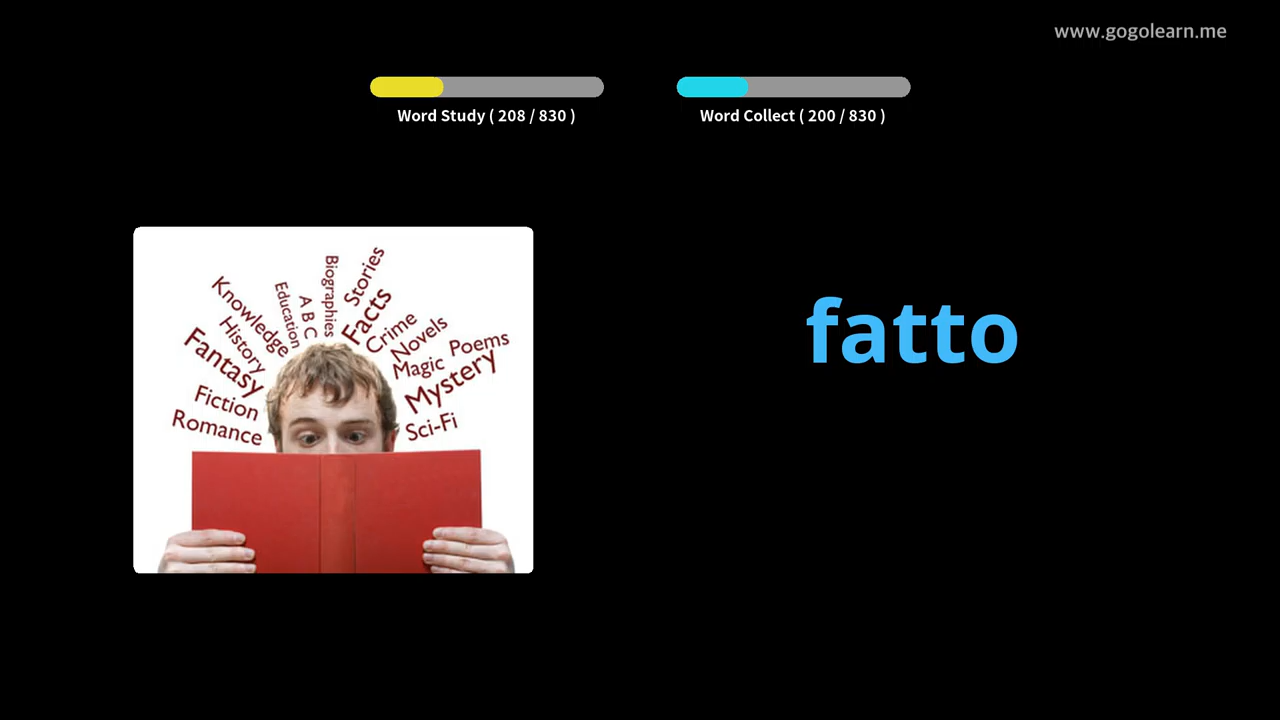 www.gogolearn.me
Word Study ( 208 / 830 )
Word Collect ( 200 / 830 )
Biographies
Stories
Education
A B C
Facts
Knowledge
Crime
History
Novels
Fantasy
Magic
Poems
Mystery
Fiction
Romance
Sci-Fi
fatto